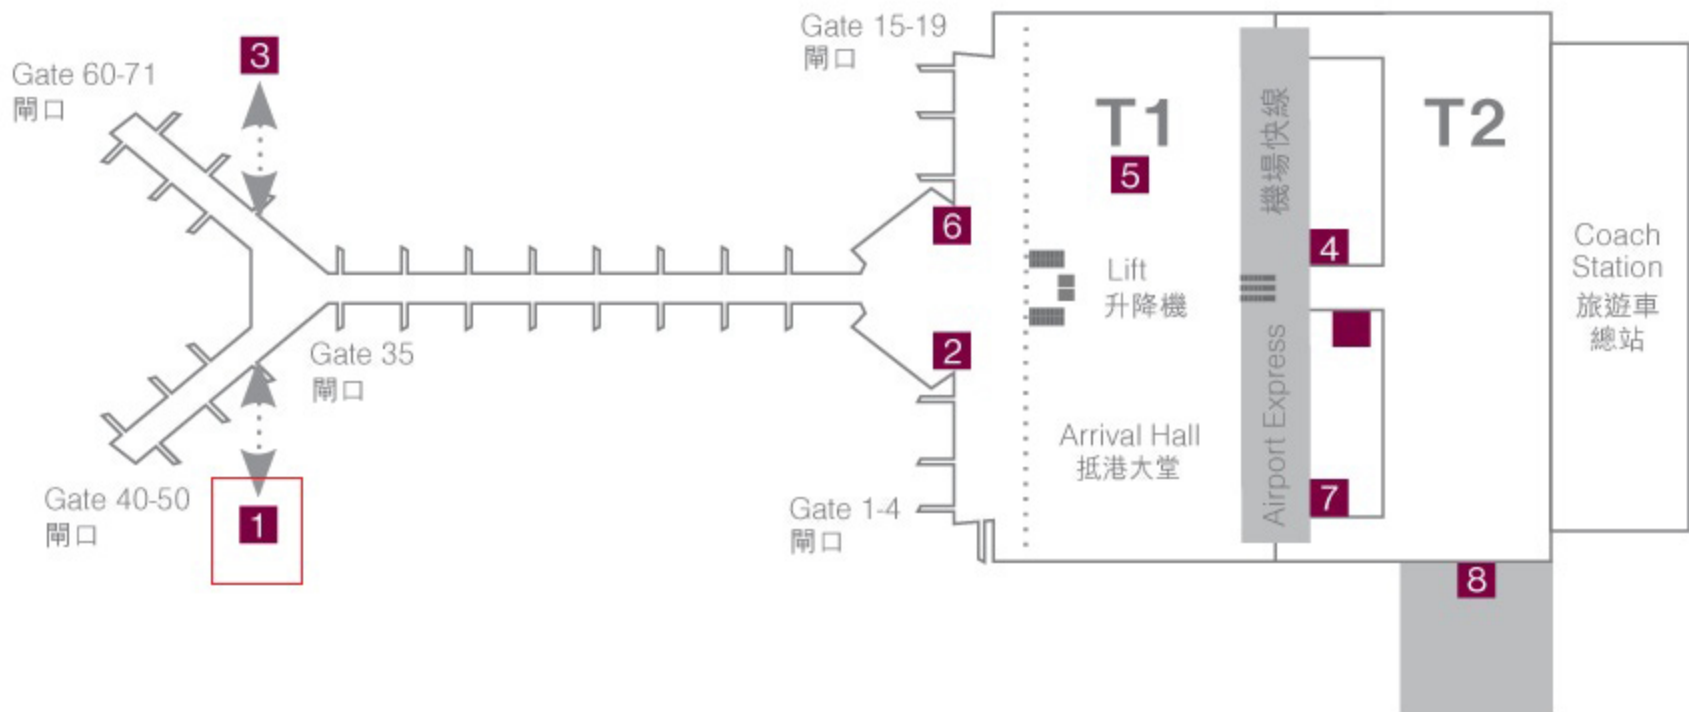 Gate 60-71
閘口
3
Gate 15-19
閘口
T1
5
機場快線
T2
6
4
Lift
升降機
Coach
Station
旅遊車
總站
2
Gate 35
閘口
Airport Express
Arrival Hall
抵港大堂
Gate 40-50
閘口
1
Gate 1-4
閘口
7
8